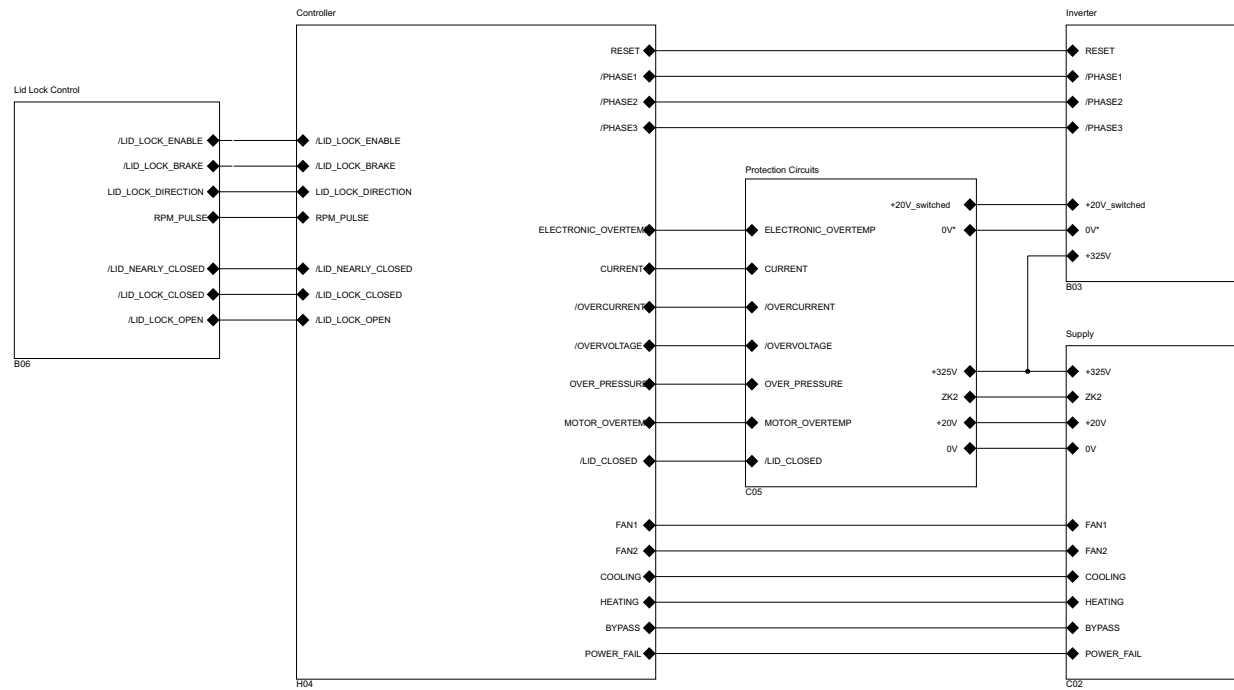 Controller
Inverter
RESET RESET
/PHASE1 /PHASE1
Lid Lock Control
/PHASE2 /PHASE2
/PHASE3 /PHASE3
/LID_LOCK_ENABLE /LID_LOCK_ENABLE
/LID_LOCK_BRAKE /LID_LOCK_BRAKE
Protection Circuits
LID_LOCK_DIRECTION LID_LOCK_DIRECTION
+20V_switched +20V_switched
RPM_PULSE RPM_PULSE
ELECTRONIC_OVERTEM ELECTRONIC_OVERTEMP 0V* 0V*
+325V
/LID_NEARLY_CLOSED /LID_NEARLY_CLOSED CURRENT CURRENT
B03
/LID_LOCK_CLOSED /LID_LOCK_CLOSED
/OVERCURRENT /OVERCURRENT
/LID_LOCK_OPEN /LID_LOCK_OPEN
Supply
/OVERVOLTAGE /OVERVOLTAGE
B06
+325V +325V
OVER_PRESSURE OVER_PRESSURE
ZK2 ZK2
MOTOR_OVERTEM MOTOR_OVERTEMP +20V +20V
0V 0V
/LID_CLOSED /LID_CLOSED
C05
FAN1 FAN1
FAN2 FAN2
COOLING COOLING
HEATING HEATING
BYPASS BYPASS
POWER_FAIL POWER_FAIL
H04
C02